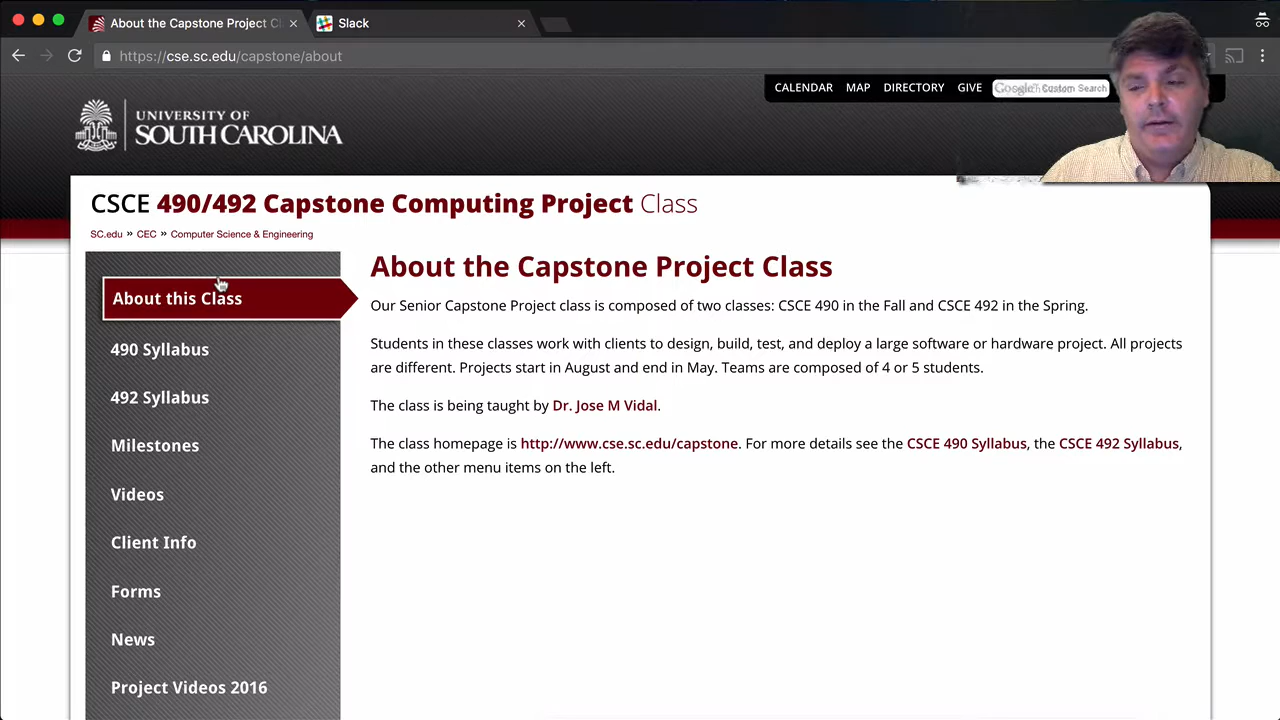 About the Capstone Project C
Slack
https://cse.sc.edu/capstone/about
CALENDAR MAP DIRECTORY GIVE Google Custom Search
UNIVERSITY OF
SOUTH CAROLINA
CSCE 490/492 Capstone Computing Project Class
SC.edu » CEC » Computer Science & Engineering
About this Class
490 Syllabus
492 Syllabus
Milestones
Videos
Client Info
Forms
News
Project Videos 2016
About the Capstone Project Class
Our Senior Capstone Project class is composed of two classes: CSCE 490 in the Fall and CSCE 492 in the Spring.
Students in these classes work with clients to design, build, test, and deploy a large software or hardware project. All projects
are different. Projects start in August and end in May. Teams are composed of 4 or 5 students.
The class is being taught by Dr. Jose M Vidal.
The class homepage is http://www.cse.sc.edu/capstone. For more details see the CSCE 490 Syllabus, the CSCE 492 Syllabus,
and the other menu items on the left.